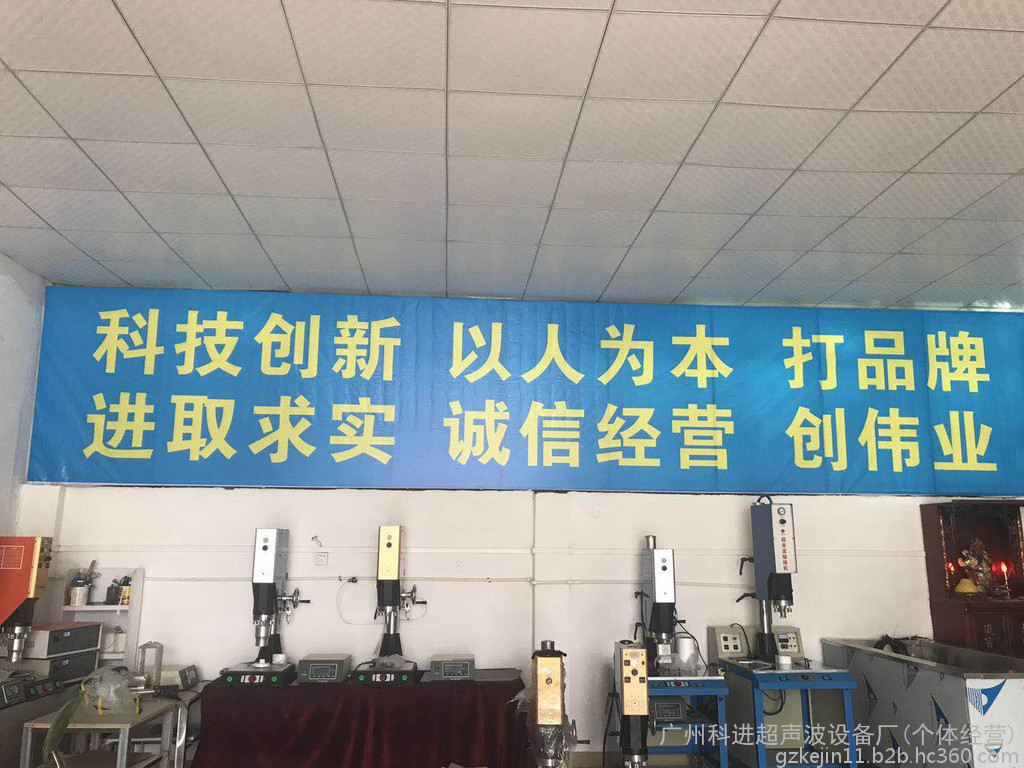 科技创新 以人为本 打品牌
进取求实 诚信经营 创伟业
广州科进超声波设备厂(个体经营)
gzkejin11.b2b.hc360.com